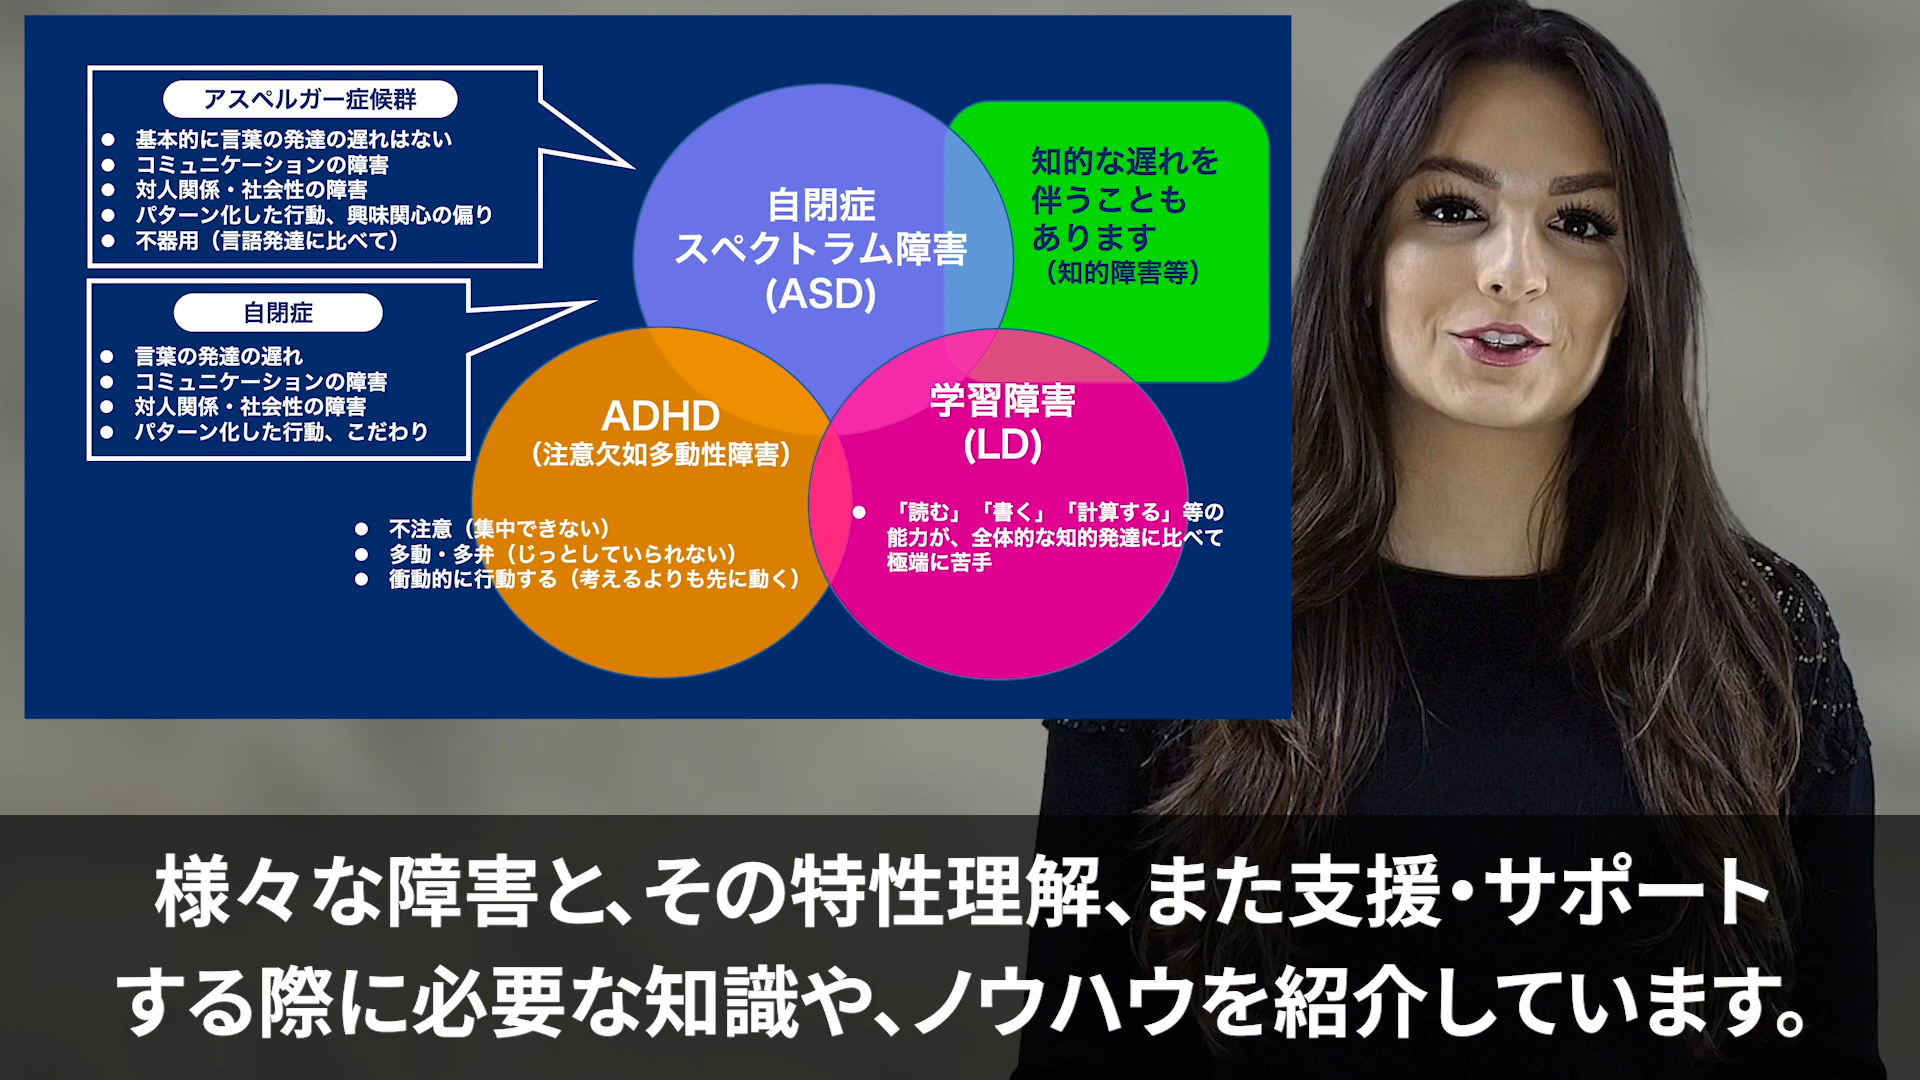 アスペルガー症候群
● 基本的に言葉の発達の遅れはない
● コミュニケーションの障害
● 対人関係・社会性の障害
● パターン化した行動、興味関心の偏り
● 不器用（言語発達に比べて）
自閉症
● 言葉の発達の遅れ
● コミュニケーションの障害
● 対人関係・社会性の障害
● パターン化した行動、こだわり
自閉症
スペクトラム障害
(ASD)
知的な遅れを
伴うことも
あります
（知的障害等）
ADHD
（注意欠如多動性障害）
● 不注意（集中できない）
● 多動・多弁（じっとしていられない）
● 衝動的に行動する（考えるよりも先に動く）
学習障害
(LD)
● 「読む」「書く」「計算する」等の
能力が、全体的な知的発達に比べて
極端に苦手
様々な障害と、その特性理解、また支援・サポート
する際に必要な知識や、ノウハウを紹介しています。